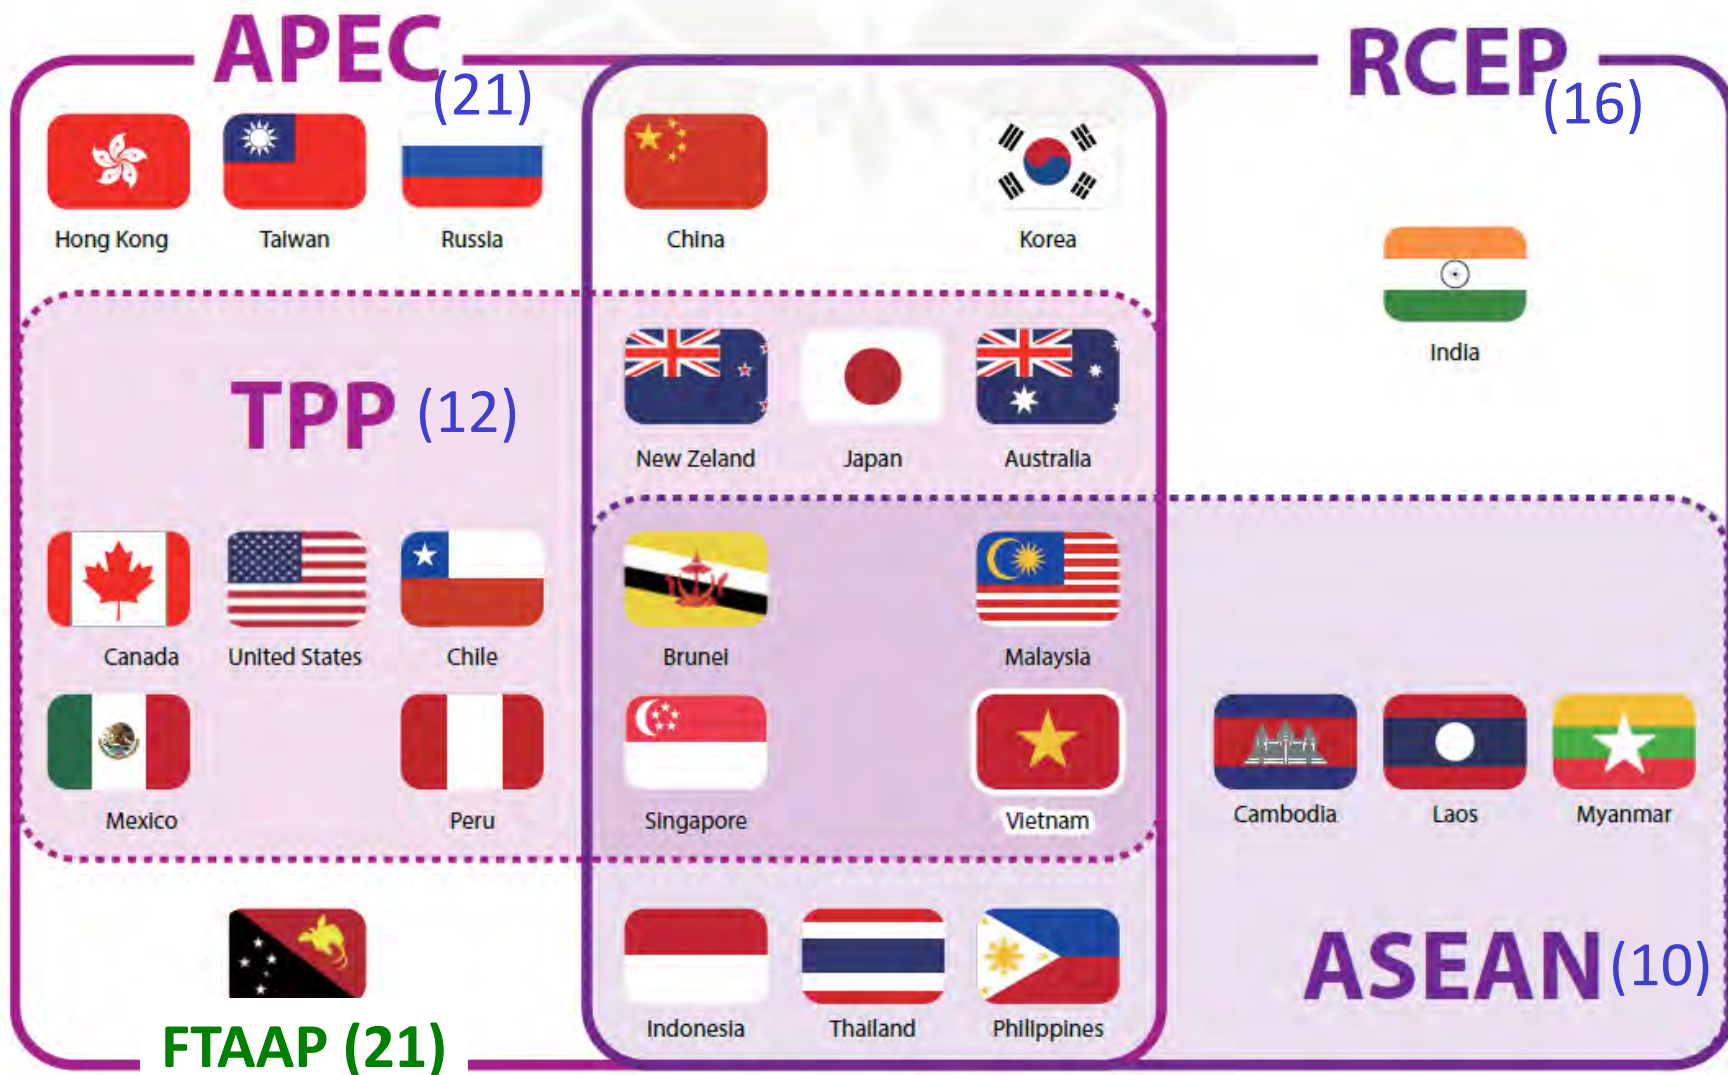 APEC
(21)
RCEP
(16)
Hong Kong
Taiwan
Russia
China
Korea
India
TPP (12)
New Zeland
Japan
Australia
Canada
United States
Chile
Brunei
Malaysia
Mexico
Peru
Singapore
Vietnam
Cambodia
Laos
Myanmar
ASEAN (10)
Indonesia
Thailand
Philippines
FTAAP (21)